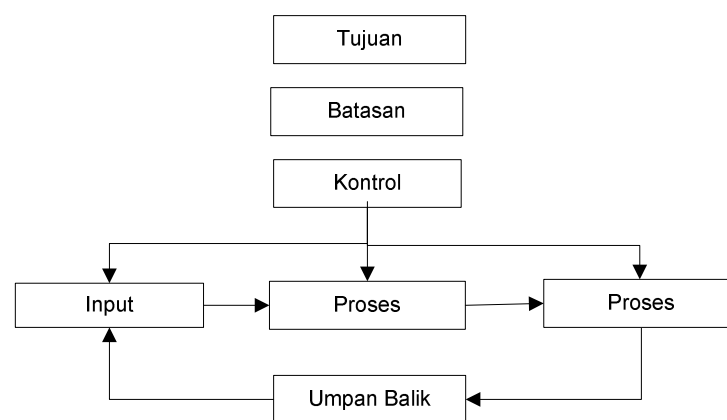 Tujuan
Batasan
Kontrol
Input
Proses
Proses
Umpan Balik